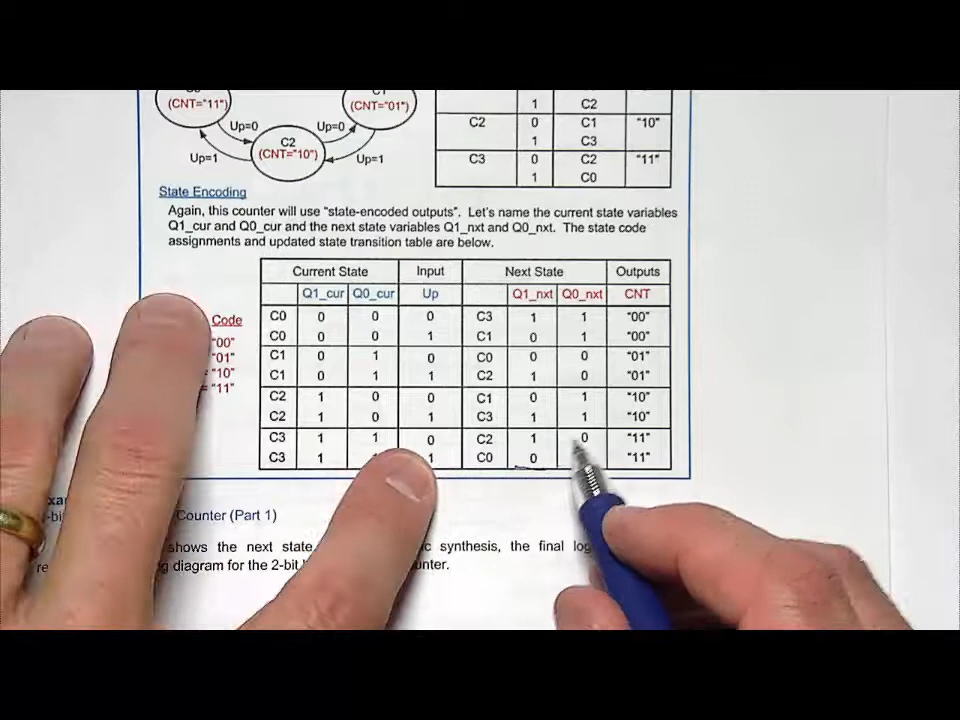 (CNT="11") (CNT="01")
Up=0 Up=0
C2
(CNT="10")
Up=1 Up=1
1 C2
C2 0 C1 "10"
1 C3
C3 0 C2 "11"
1 C0
State Encoding
Again, this counter will use "state-encoded outputs". Let's name the current state variables
Q1_cur and Q0_cur and the next state variables Q1_nxt and Q0_nxt. The state code
assignments and updated state transition table are below.
Code
"00"
"01"
"10"
"11"
Current State Input Next State Outputs
Q1_cur Q0_cur Up Q1_nxt Q0_nxt CNT
C0 0 0 0 C3 1 1 "00"
C0 0 0 1 C1 0 1 "00"
C1 0 1 0 C0 0 0 "01"
C1 0 1 1 C2 1 0 "01"
C2 1 0 0 C1 0 1 "10"
C2 1 0 1 C3 1 1 "10"
C3 1 1 0 C2 1 0 "11"
C3 1 1 C0 0 "11"
Counter (Part 1)
shows the next state synthesis, the final
diagram for the 2-bit